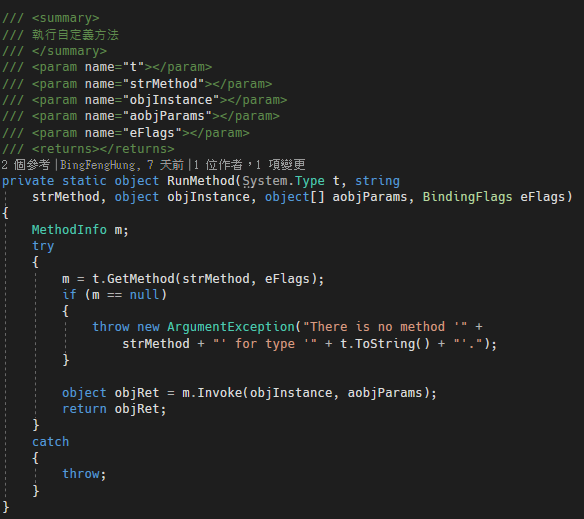 /// <summary>
/// 執行自定義方法
/// </summary>
/// <param name="t"></param>
/// <param name="strMethod"></param>
/// <param name="objInstance"></param>
/// <param name="aobjParams"></param>
/// <param name="eFlags"></param>
/// <returns></returns>
2 個參考|BingFengHung, 7 天前|1 位作者，1 項變更
private static object RunMethod(System.Type t, string
    strMethod, object objInstance, object[] aobjParams, BindingFlags eFlags)
{
    MethodInfo m;
    try
    {
        m = t.GetMethod(strMethod, eFlags);
        if (m == null)
        {
            throw new ArgumentException("There is no method '" +
                strMethod + "' for type '" + t.ToString() + "'.");
        }

        object objRet = m.Invoke(objInstance, aobjParams);
        return objRet;
    }
    catch
    {
        throw;
    }
}